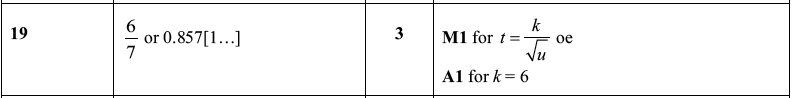 19
6/7 or 0.857[1…]
3
M1 for t = k/√u oe
A1 for k = 6